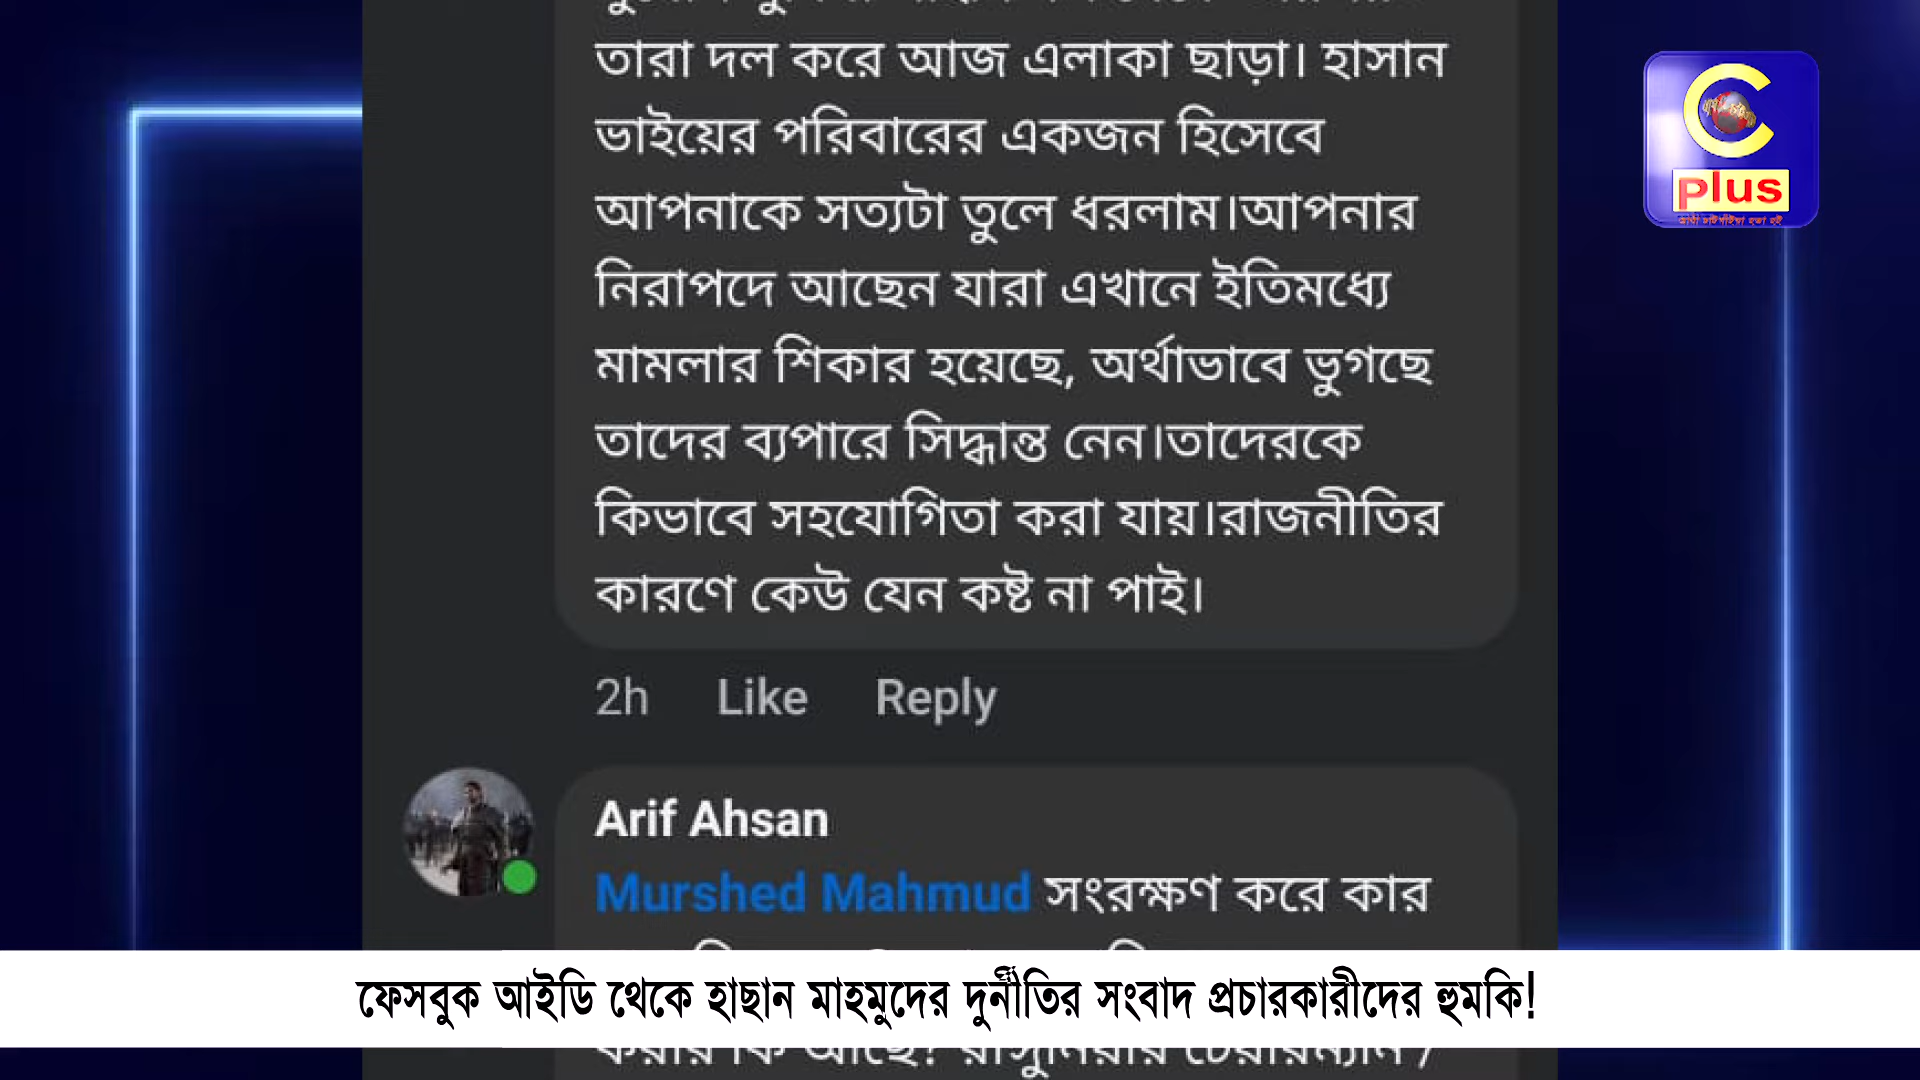 তারা দল করে আজ এলাকা ছাড়া। হাসান
ভাইয়ের পরিবারের একজন হিসেবে
আপনাকে সত্যটা তুলে ধরলাম।আপনার
নিরাপদে আছেন যারা এখানে ইতিমধ্যে
মামলার শিকার হয়েছে, অর্থাভাবে ভুগছে
তাদের ব্যপারে সিদ্ধান্ত নেন।তাদেরকে
কিভাবে সহযোগিতা করা যায়।রাজনীতির
কারণে কেউ যেন কষ্ট না পাই।
2h Like Reply
Arif Ahsan
Murshed Mahmud সংরক্ষণ করে কার
ফেসবুক আইডি থেকে হাছান মাহমুদের দুর্নীতির সংবাদ প্রচারকারীদের হুমকি!
C
plus